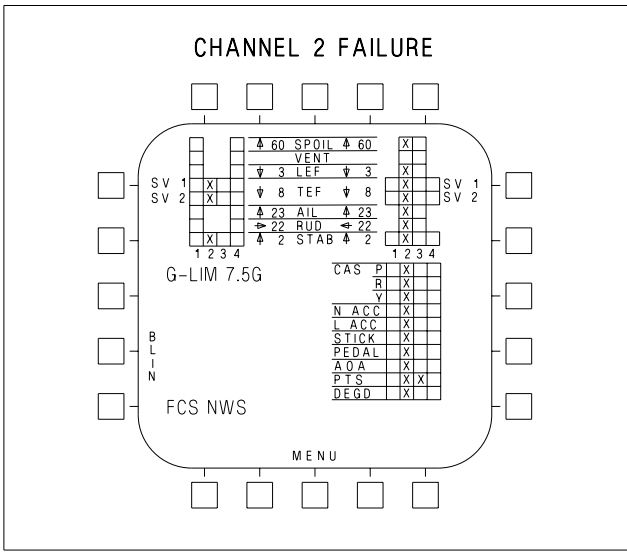 CHANNEL 2 FAILURE
60 SPOIL 60 X
VENT
3 LEF 3 X
SV 1 X 8 TEF 8 X SV 1
SV 2 X X SV 2
23 AIL 23 X
22 RUD 22 X
X 2 STAB 2 X
1 2 3 4 1 2 3 4
G-LIM 7.5G
CAS P X
R X
Y X
N ACC X
L ACC X
STICK X
PEDAL X
AOA X
PTS X X
DEGD X
BLIN
FCS NWS
MENU